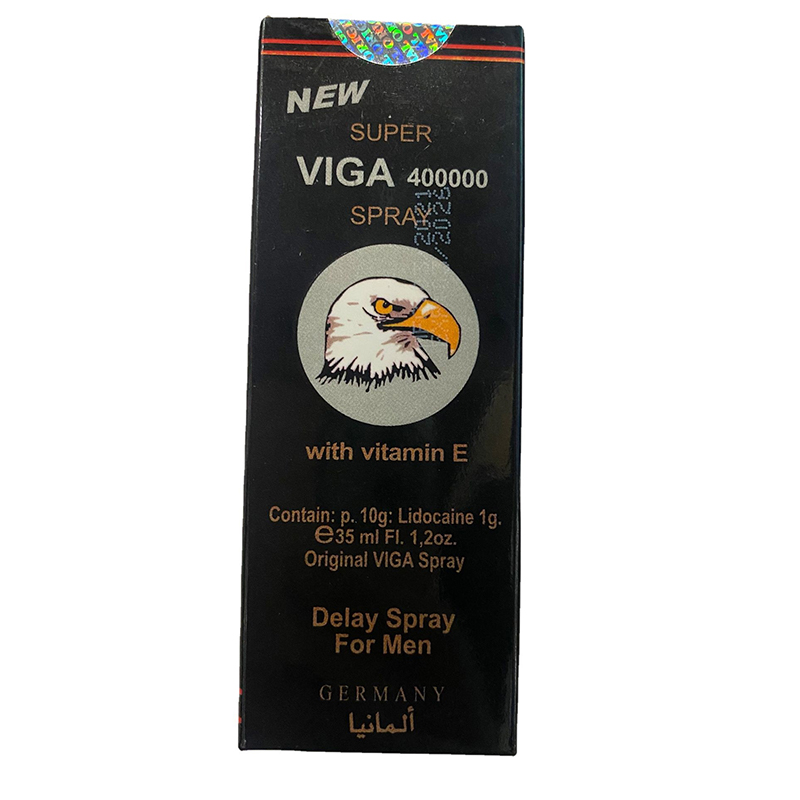 NEW
SUPER
VIGA 400000
SPRAY
with vitamin E
Contain: p. 10g: Lidocaine 1g.
℮35 ml Fl. 1,2oz.
Original VIGA Spray
Delay Spray
For Men
GERMANY
ألمانيا